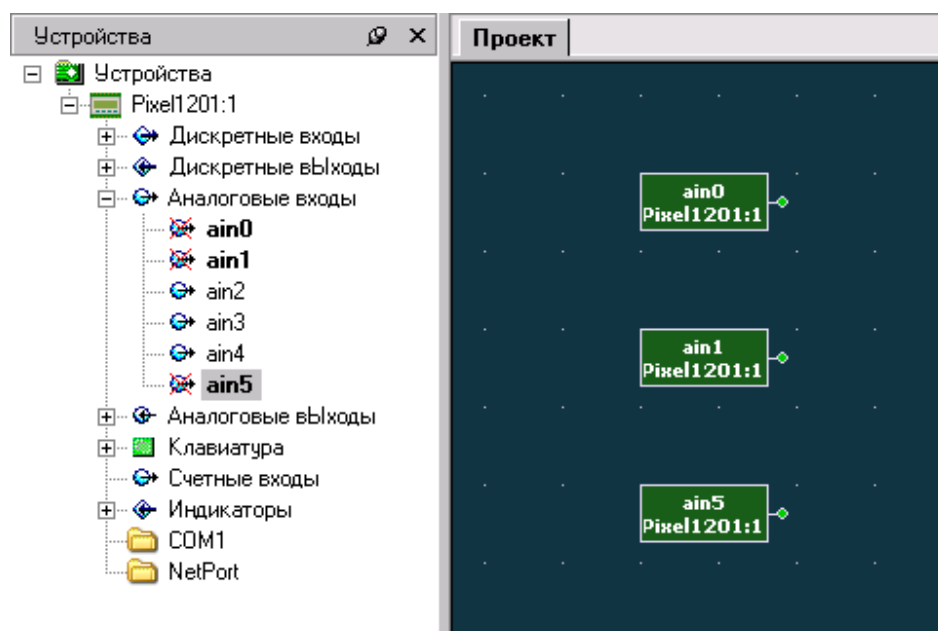 Устройства
Устройства
Pixel1201:1
Дискретные входы
Дискретные вЫходы
Аналоговые входы
ain0
ain1
ain2
ain3
ain4
ain5
Аналоговые вЫходы
Клавиатура
Счетные входы
Индикаторы
COM1
NetPort
Проект
ain0
Pixel1201:1
ain1
Pixel1201:1
ain5
Pixel1201:1